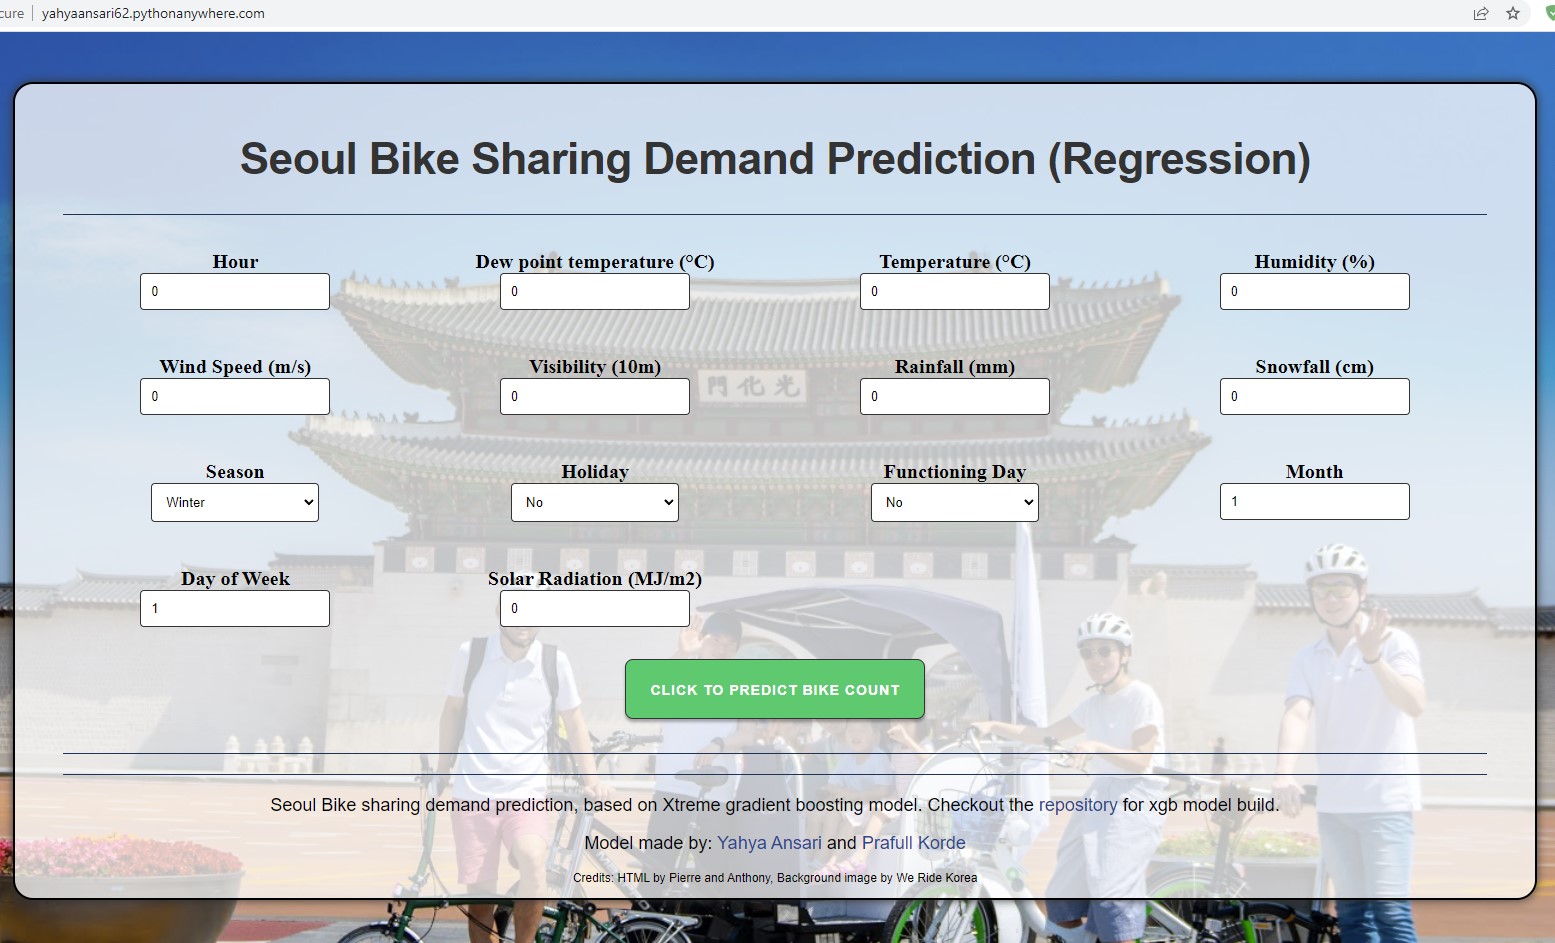 cure yahyaansari62.pythonanywhere.com
Seoul Bike Sharing Demand Prediction (Regression)
Hour Dew point temperature (°C) Temperature (°C) Humidity (%)
0 0 0 0
Wind Speed (m/s) Visibility (10m) Rainfall (mm) Snowfall (cm)
0 0 0 0
門化光
Season Holiday Functioning Day Month
Winter No No 1
Day of Week Solar Radiation (MJ/m2)
1 0
CLICK TO PREDICT BIKE COUNT
Seoul Bike sharing demand prediction, based on Xtreme gradient boosting model. Checkout the repository for xgb model build.
Model made by: Yahya Ansari and Prafull Korde
Credits: HTML by Pierre and Anthony, Background image by We Ride Korea